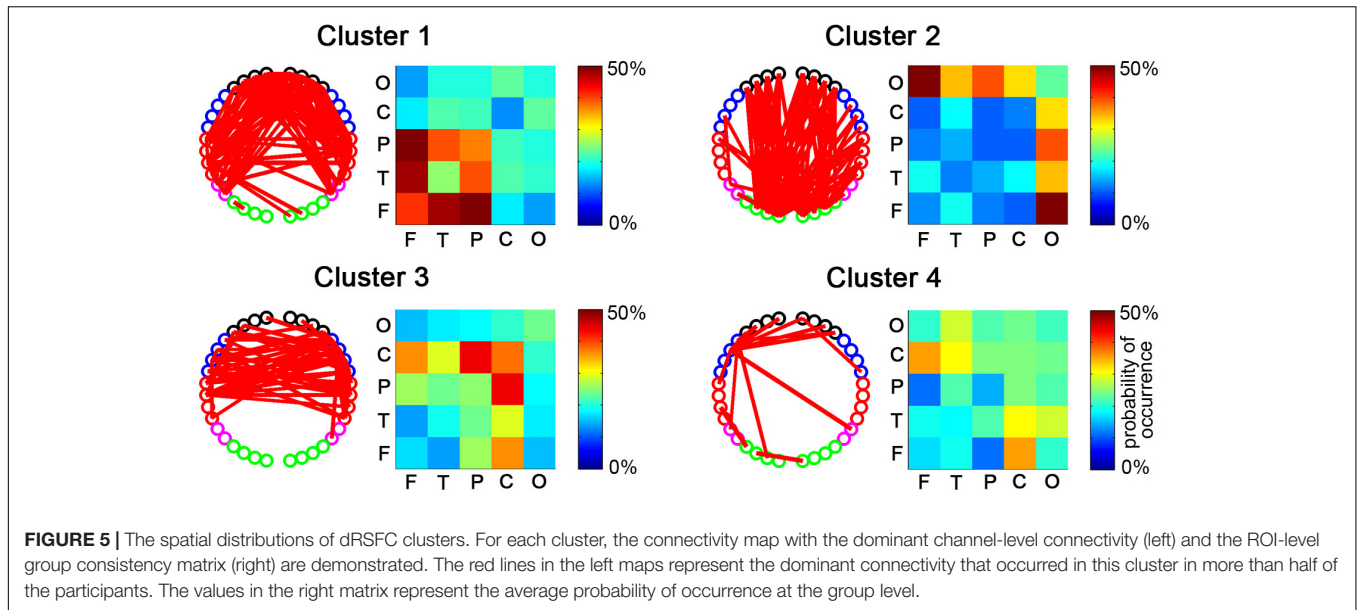 Cluster 1
Cluster 2
O
C
P
T
F
F T P C O
50%
0%
O
C
P
T
F
F T P C O
50%
0%
Cluster 3
Cluster 4
O
C
P
T
F
F T P C O
50%
0%
O
C
P
T
F
F T P C O
50%
0%
probability of
occurrence
FIGURE 5 | The spatial distributions of dRSFC clusters. For each cluster, the connectivity map with the dominant channel-level connectivity (left) and the ROI-level
group consistency matrix (right) are demonstrated. The red lines in the left maps represent the dominant connectivity that occurred in this cluster in more than half of
the participants. The values in the right matrix represent the average probability of occurrence at the group level.